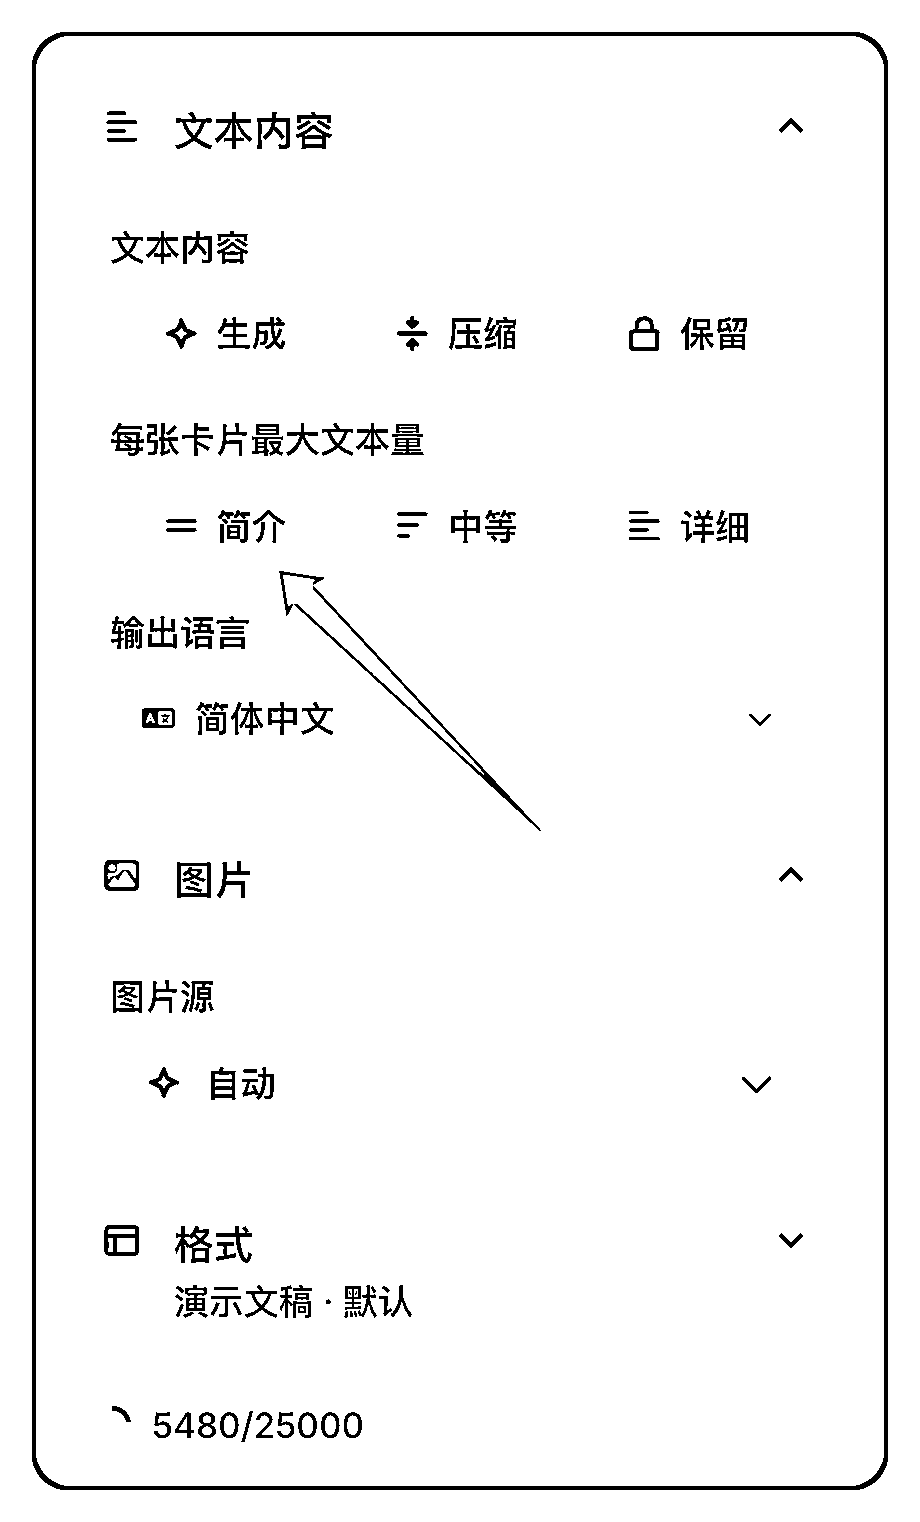 文本内容
文本内容
生成 压缩 保留
每张卡片最大文本量
简介 中等 详细
输出语言
简体中文
图片
图片源
自动
格式
演示文稿 · 默认
5480/25000